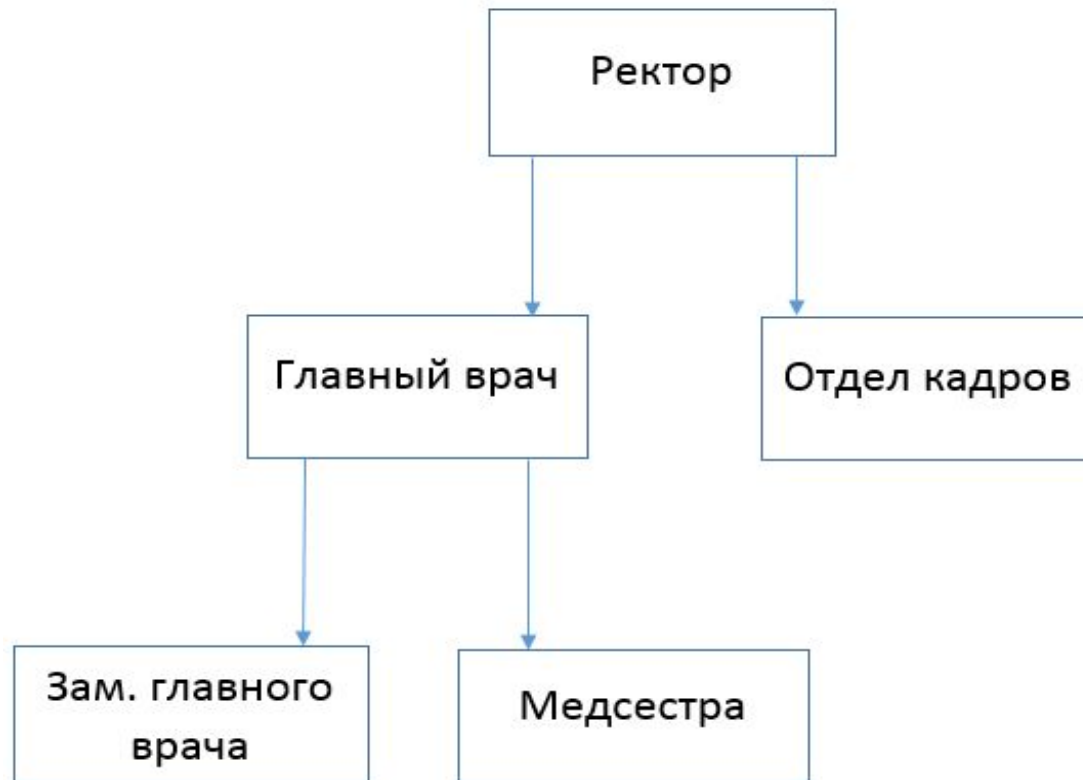 Ректор
Главный врач
Отдел кадров
Зам. главного
врача
Медсестра